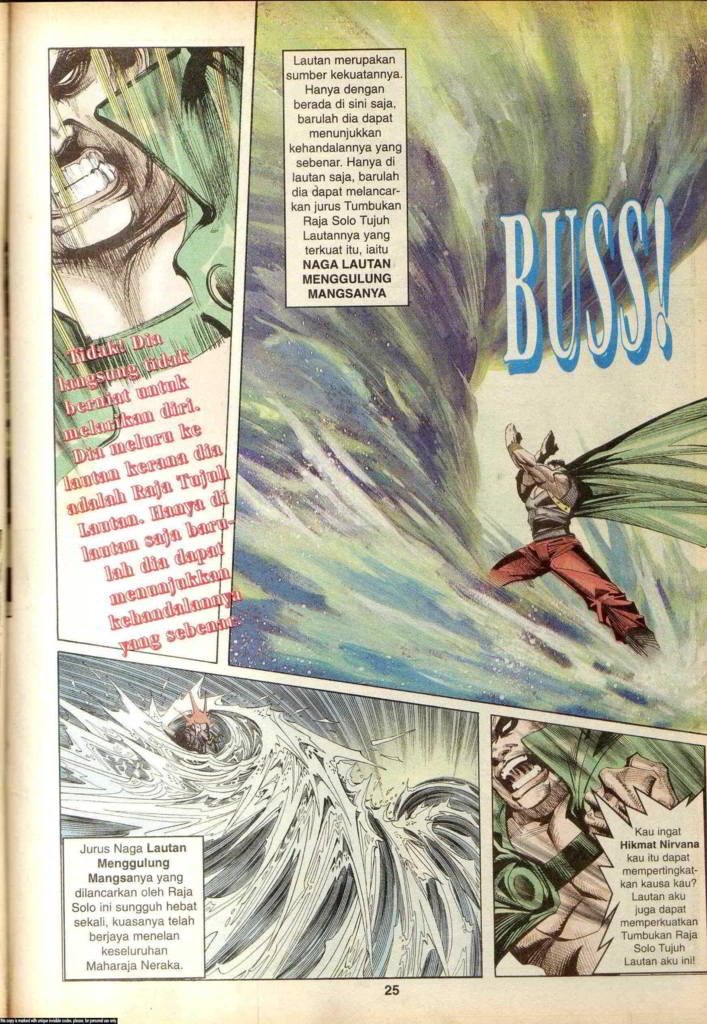 Lautan merupakan
sumber kekuatannya.
Hanya dengan
berada di sini saja,
barulah dia dapat
menunjukkan
kehandalannya yang
sebenar. Hanya di
lautan saja, barulah
dia dapat melancar-
kan jurus Tumbukan
Raja Solo Tujuh
Lautannya yang
terkuat itu, iaitu
NAGA LAUTAN
MENGGULUNG
MANGSANYA
BUSS!
Tidak! Dia
langsung tidak
berniat untuk
melarikan diri.
Dia meluru ke
lautan kerana dia
adalah Raja Tujuh
Lautan. Hanya di
lautan saja baru-
lah dia dapat
menunjukkan
kehandalannya
yang sebenar.
Jurus Naga Lautan
Menggulung
Mangsanya yang
dilancarkan oleh Raja
Solo ini sungguh hebat
sekali, kuasanya telah
berjaya menelan
keseluruhan
Maharaja Neraka.
Kau ingat
Hikmat Nirvana
kau itu dapat
mempertingkat-
kan kausa kau?
Lautan aku
juga dapat
memperkuatkan
Tumbukan Raja
Solo Tujuh
Lautan aku ini!
25